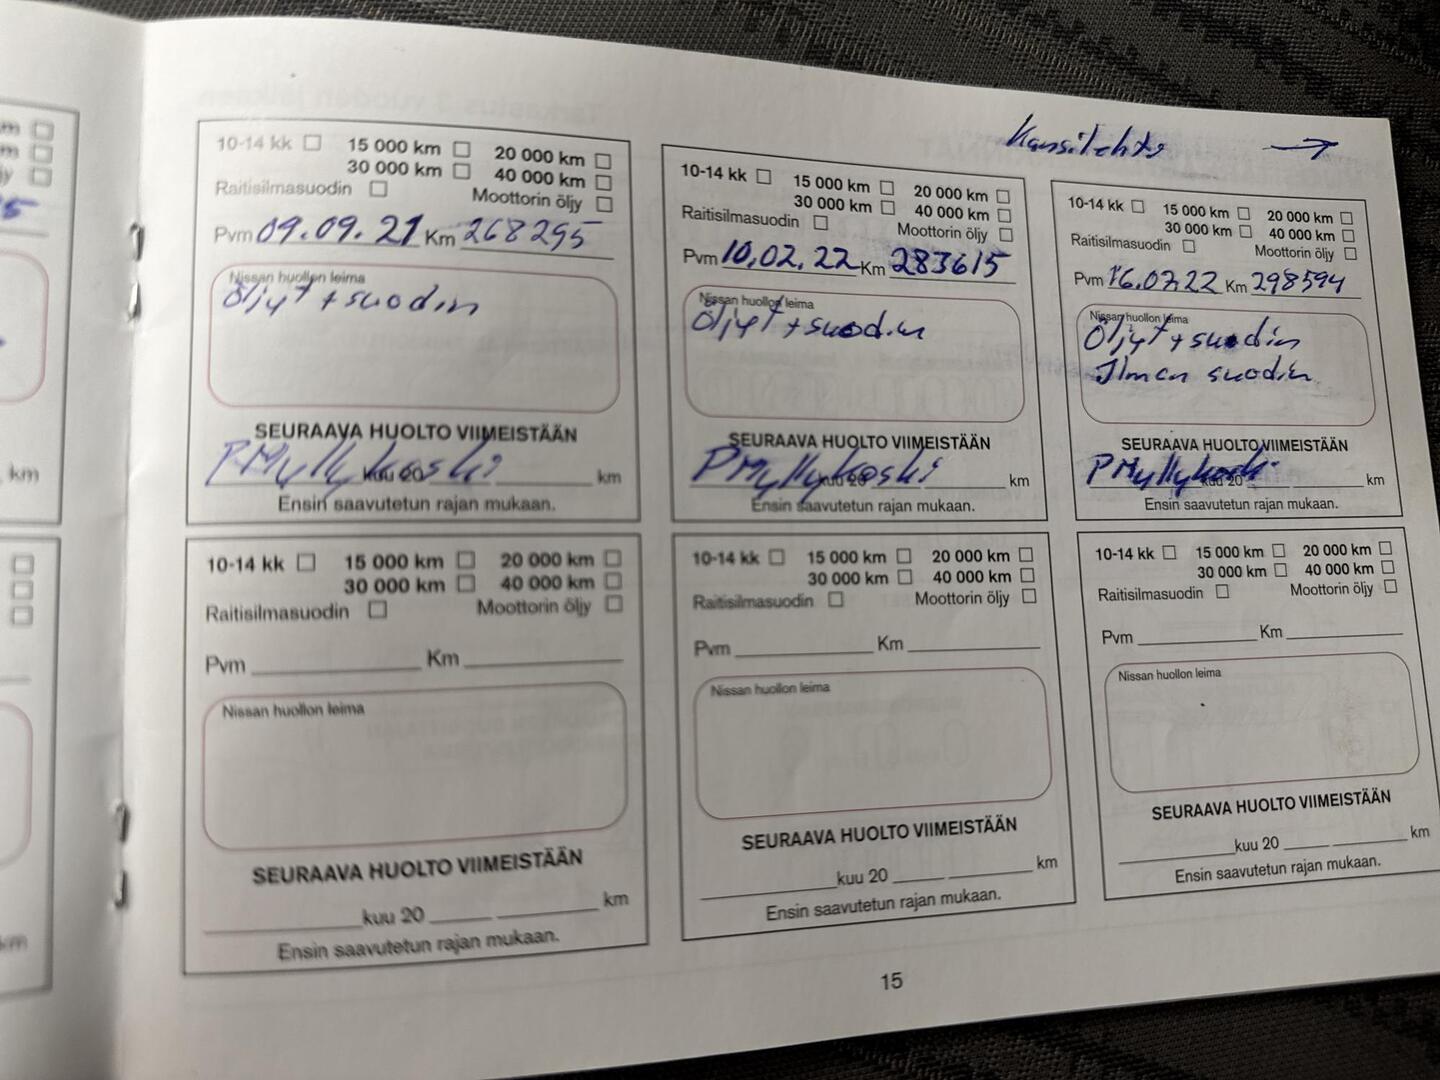 Kansilehto →
10-14 kk ☐ 15 000 km ☐ 20 000 km ☐
30 000 km ☐ 40 000 km ☐
Raitisilmasuodin ☐ Moottorin öljy ☐
Pvm 09.09.21 Km 268295
Nissan huollon leima
Öljyt + suodin
SEURAAVA HUOLTO VIIMEISTÄÄN
PMyllykoski kuu 20 km
Ensin saavutetun rajan mukaan.
10-14 kk ☐ 15 000 km ☐ 20 000 km ☐
30 000 km ☐ 40 000 km ☐
Raitisilmasuodin ☐ Moottorin öljy ☐
Pvm 10.02.22 Km 283615
Nissan huollon leima
Öljyt + suodin
SEURAAVA HUOLTO VIIMEISTÄÄN
PMyllykoski kuu 20 km
Ensin saavutetun rajan mukaan.
10-14 kk ☐ 15 000 km ☐ 20 000 km ☐
30 000 km ☐ 40 000 km ☐
Raitisilmasuodin ☐ Moottorin öljy ☐
Pvm 16.07.22 Km 298594
Nissan huollon leima
Öljyt + suodin
Ilman suodin
SEURAAVA HUOLTO VIIMEISTÄÄN
PMyllykoski kuu 20 km
Ensin saavutetun rajan mukaan.
10-14 kk ☐ 15 000 km ☐ 20 000 km ☐
30 000 km ☐ 40 000 km ☐
Raitisilmasuodin ☐ Moottorin öljy ☐
Pvm Km
Nissan huollon leima
SEURAAVA HUOLTO VIIMEISTÄÄN
kuu 20 km
Ensin saavutetun rajan mukaan.
10-14 kk ☐ 15 000 km ☐ 20 000 km ☐
30 000 km ☐ 40 000 km ☐
Raitisilmasuodin ☐ Moottorin öljy ☐
Pvm Km
Nissan huollon leima
SEURAAVA HUOLTO VIIMEISTÄÄN
kuu 20 km
Ensin saavutetun rajan mukaan.
10-14 kk ☐ 15 000 km ☐ 20 000 km ☐
30 000 km ☐ 40 000 km ☐
Raitisilmasuodin ☐ Moottorin öljy ☐
Pvm Km
Nissan huollon leima
SEURAAVA HUOLTO VIIMEISTÄÄN
kuu 20 km
Ensin saavutetun rajan mukaan.
15